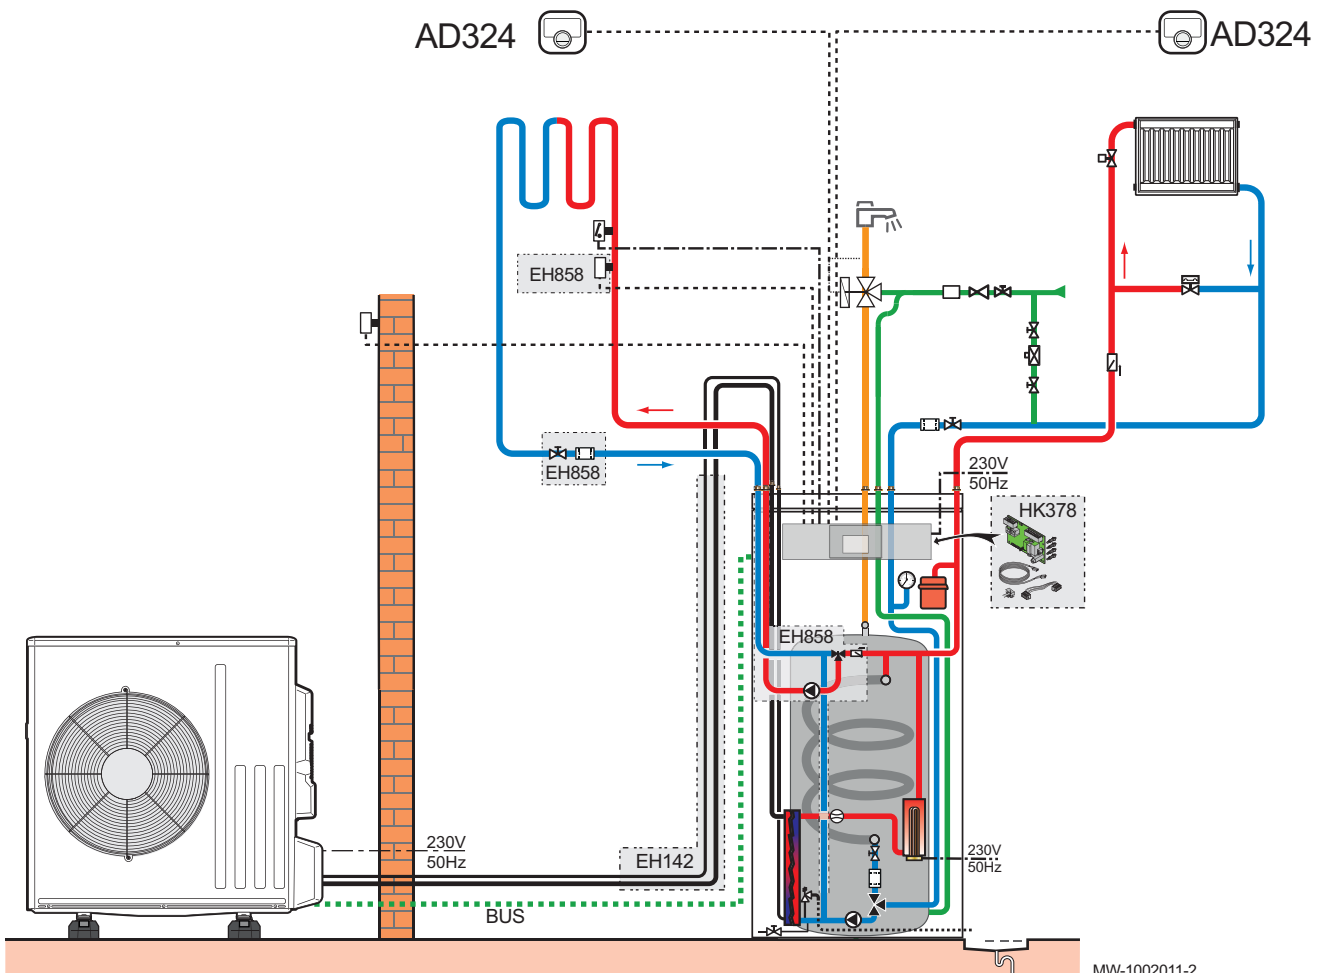 AD324
AD324
EH858
EH858
230V
50Hz
HK378
EH858
230V
50Hz
EH142
230V
50Hz
BUS
MW-1002011-2